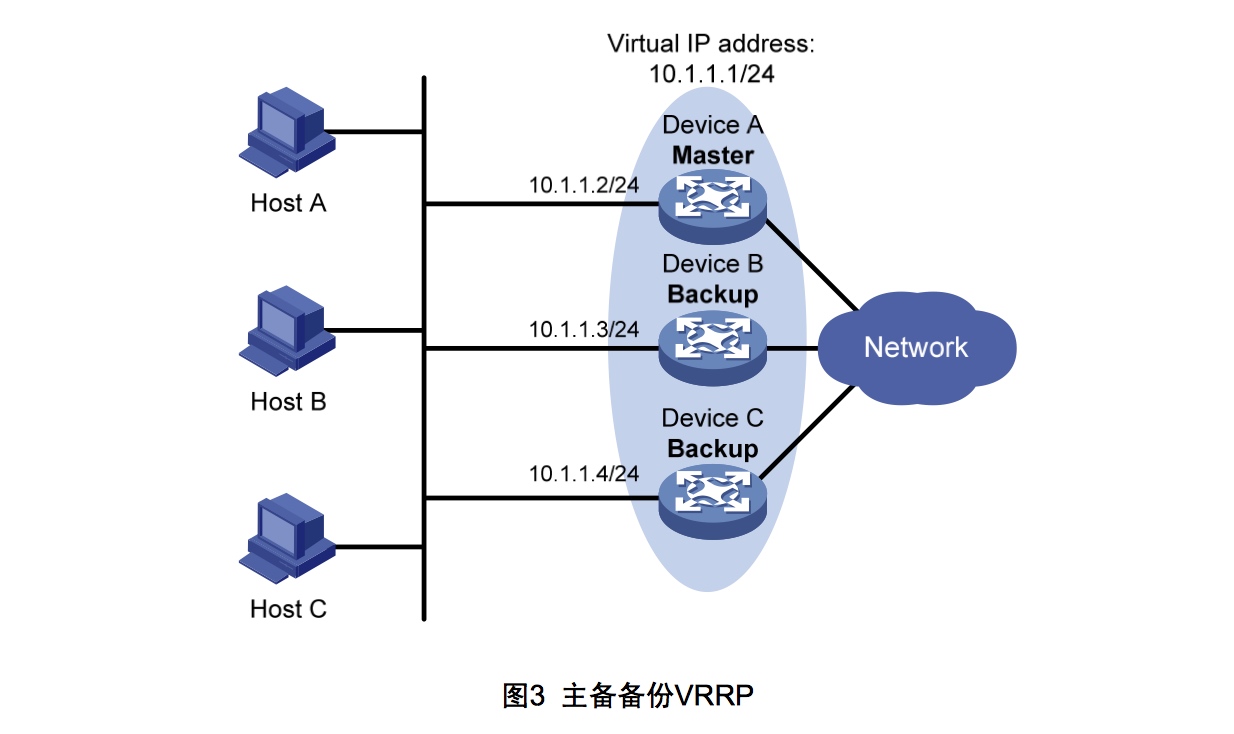 Virtual IP address:
10.1.1.1/24
Device A
Master
10.1.1.2/24
Host A
Device B
Backup
10.1.1.3/24
Network
Host B
Device C
Backup
10.1.1.4/24
Host C
图3 主备备份VRRP